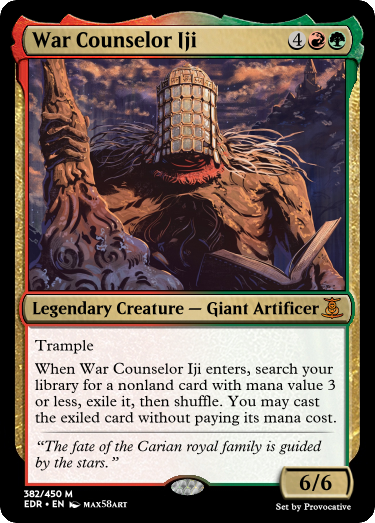 War Counselor Iji 4
Legendary Creature — Giant Artificer
Trample
When War Counselor Iji enters, search your
library for a nonland card with mana value 3
or less, exile it, then shuffle. You may cast
the exiled card without paying its mana cost.
“The fate of the Carian royal family is guided
by the stars.”
6/6
382/450 M
EDR • EN MAX58ART
Set by Provocative